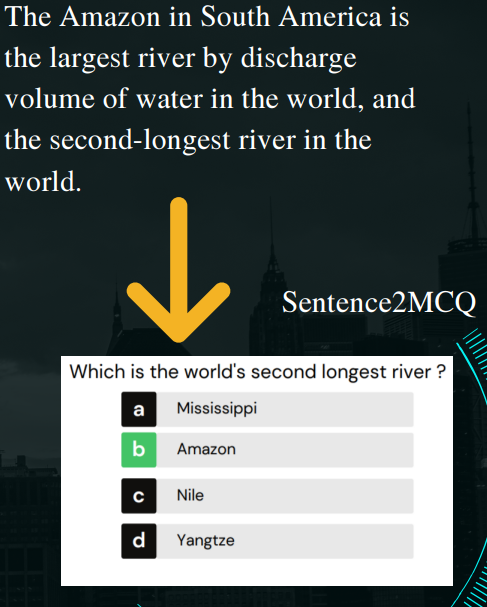 The Amazon in South America is
the largest river by discharge
volume of water in the world, and
the second-longest river in the
world.
Sentence2MCQ
Which is the world's second longest river ?
a Mississippi
b Amazon
c Nile
d Yangtze